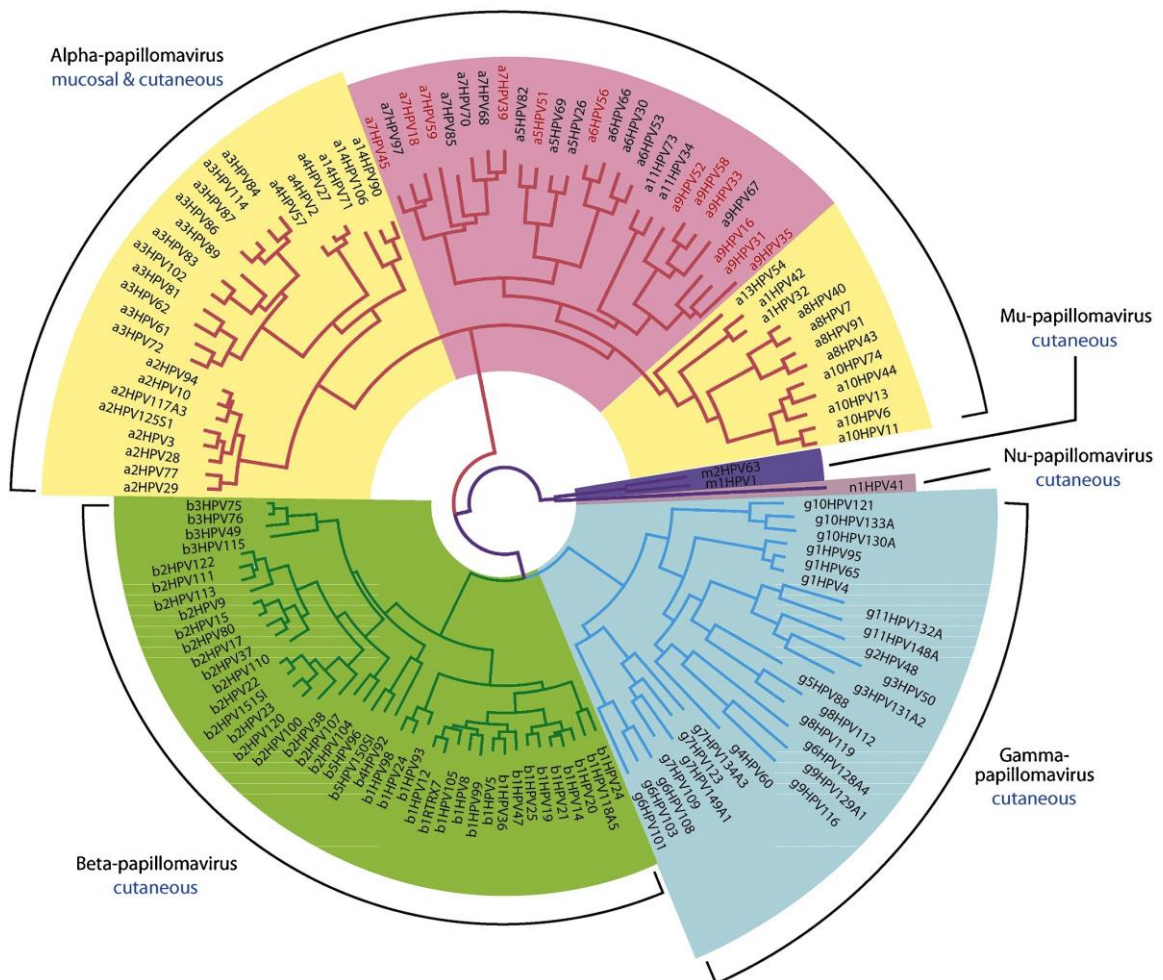 Alpha-papillomavirus
mucosal & cutaneous
a2HPV29
a2HPV77
a2HPV28
a2HPV3
a2HPV125S1
a2HPV117A3
a2HPV10
a2HPV94
a3HPV72
a3HPV61
a3HPV62
a3HPV81
a3HPV102
a3HPV83
a3HPV89
a3HPV86
a3HPV87
a3HPV114
a3HPV84
a4HPV57
a4HPV2
a4HPV27
a14HPV71
a14HPV106
a14HPV90
a7HPV45
a7HPV97
a7HPV18
a7HPV59
a7HPV85
a7HPV70
a7HPV68
a7HPV39
a5HPV82
a5HPV51
a5HPV69
a5HPV26
a6HPV56
a6HPV66
a6HPV30
a6HPV53
a11HPV73
a11HPV34
a9HPV52
a9HPV58
a9HPV33
a9HPV67
a9HPV16
a9HPV31
a9HPV35
a13HPV54
a1HPV42
a1HPV32
a8HPV40
a8HPV7
a8HPV91
a8HPV43
a10HPV74
a10HPV44
a10HPV13
a10HPV6
a10HPV11
Mu-papillomavirus
cutaneous
m2HPV63
m1HPV1
Nu-papillomavirus
cutaneous
n1HPV41
g10HPV121
g10HPV133A
g10HPV130A
g1HPV95
g1HPV65
g1HPV4
g11HPV132A
g11HPV148A
g2HPV48
g3HPV50
g3HPV131A2
g5HPV88
g8HPV112
g8HPV119
g6HPV128A4
g9HPV129A1
g9HPV116
g4HPV60
g7HPV134A3
g7HPV149A1
g7HPV123
g7HPV109
g6HPV108
g6HPV103
g6HPV101
Gamma-
papillomavirus
cutaneous
b3HPV75
b3HPV76
b3HPV49
b3HPV115
b2HPV122
b2HPV111
b2HPV113
b2HPV9
b2HPV15
b2HPV80
b2HPV17
b2HPV37
b2HPV110
b2HPV22
b2HPV151SI
b2HPV23
b2HPV120
b2HPV100
b2HPV38
b2HPV107
b2HPV104
b5HPV96
b5HPV150SI
b4HPV92
b1HPV98
b1HPV24
b1HPV93
b1HPV12
b1RTRX7
b1HPV105
b1HPV8
b1HPV99
b1HPV5
b1HPV36
b1HPV47
b1HPV25
b1HPV19
b1HPV21
b1HPV14
b1HPV20
b1HPV118A5
b1HPV24
Beta-papillomavirus
cutaneous